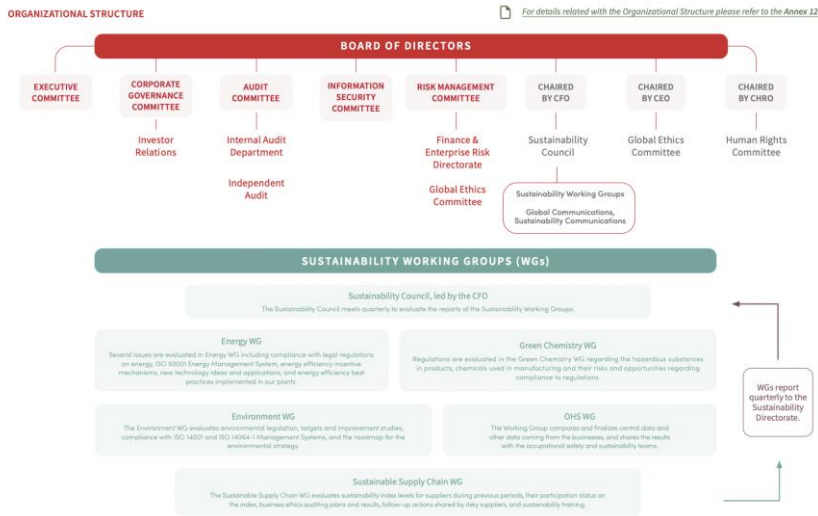 ORGANIZATIONAL STRUCTURE
For details related with the Organizational Structure please refer to the Annex 12
BOARD OF DIRECTORS
EXECUTIVE
COMMITTEE
CORPORATE
GOVERNANCE
COMMITTEE
Investor
Relations
AUDIT
COMMITTEE
Internal Audit
Department
Independent
Audit
INFORMATION
SECURITY
COMMITTEE
RISK MANAGEMENT
COMMITTEE
Finance &
Enterprise Risk
Directorate
Global Ethics
Committee
CHAIRED
BY CFO
Sustainability
Council
Sustainability Working Groups
Global Communications,
Sustainability Communications
CHAIRED
BY CEO
Global Ethics
Committee
CHAIRED
BY CHRO
Human Rights
Committee
SUSTAINABILITY WORKING GROUPS (WGs)
Sustainability Council, led by the CFO
The Sustainability Council meets quarterly to evaluate the reports of the Sustainability Working Groups.
Energy WG
Several issues are evaluated in Energy WG including compliance with legal regulations
on energy, ISO 50001 Energy Management System, energy efficiency incentive
mechanisms, new technology ideas and applications, and energy efficiency best
practices implemented in our plants.
Green Chemistry WG
Regulations are evaluated in the Green Chemistry WG regarding the hazardous substances
in products, chemicals used in manufacturing and their risks and opportunities regarding
compliance to regulations.
Environment WG
The Environment WG evaluates environmental legislation, targets and improvement studies,
compliance with ISO 14001 and ISO 14064-1 Management Systems, and the roadmap for the
environmental strategy.
OHS WG
The Working Group compares and finalizes central data and
other data coming from the businesses, and shares the results
with the occupational safety and sustainability teams.
Sustainable Supply Chain WG
The Sustainable Supply Chain WG evaluates sustainability index levels for suppliers during previous periods, their participation status on
the index, business ethics auditing plans and results, follow-up actions shared by risky suppliers, and sustainability training.
WGs report
quarterly to the
Sustainability
Directorate.